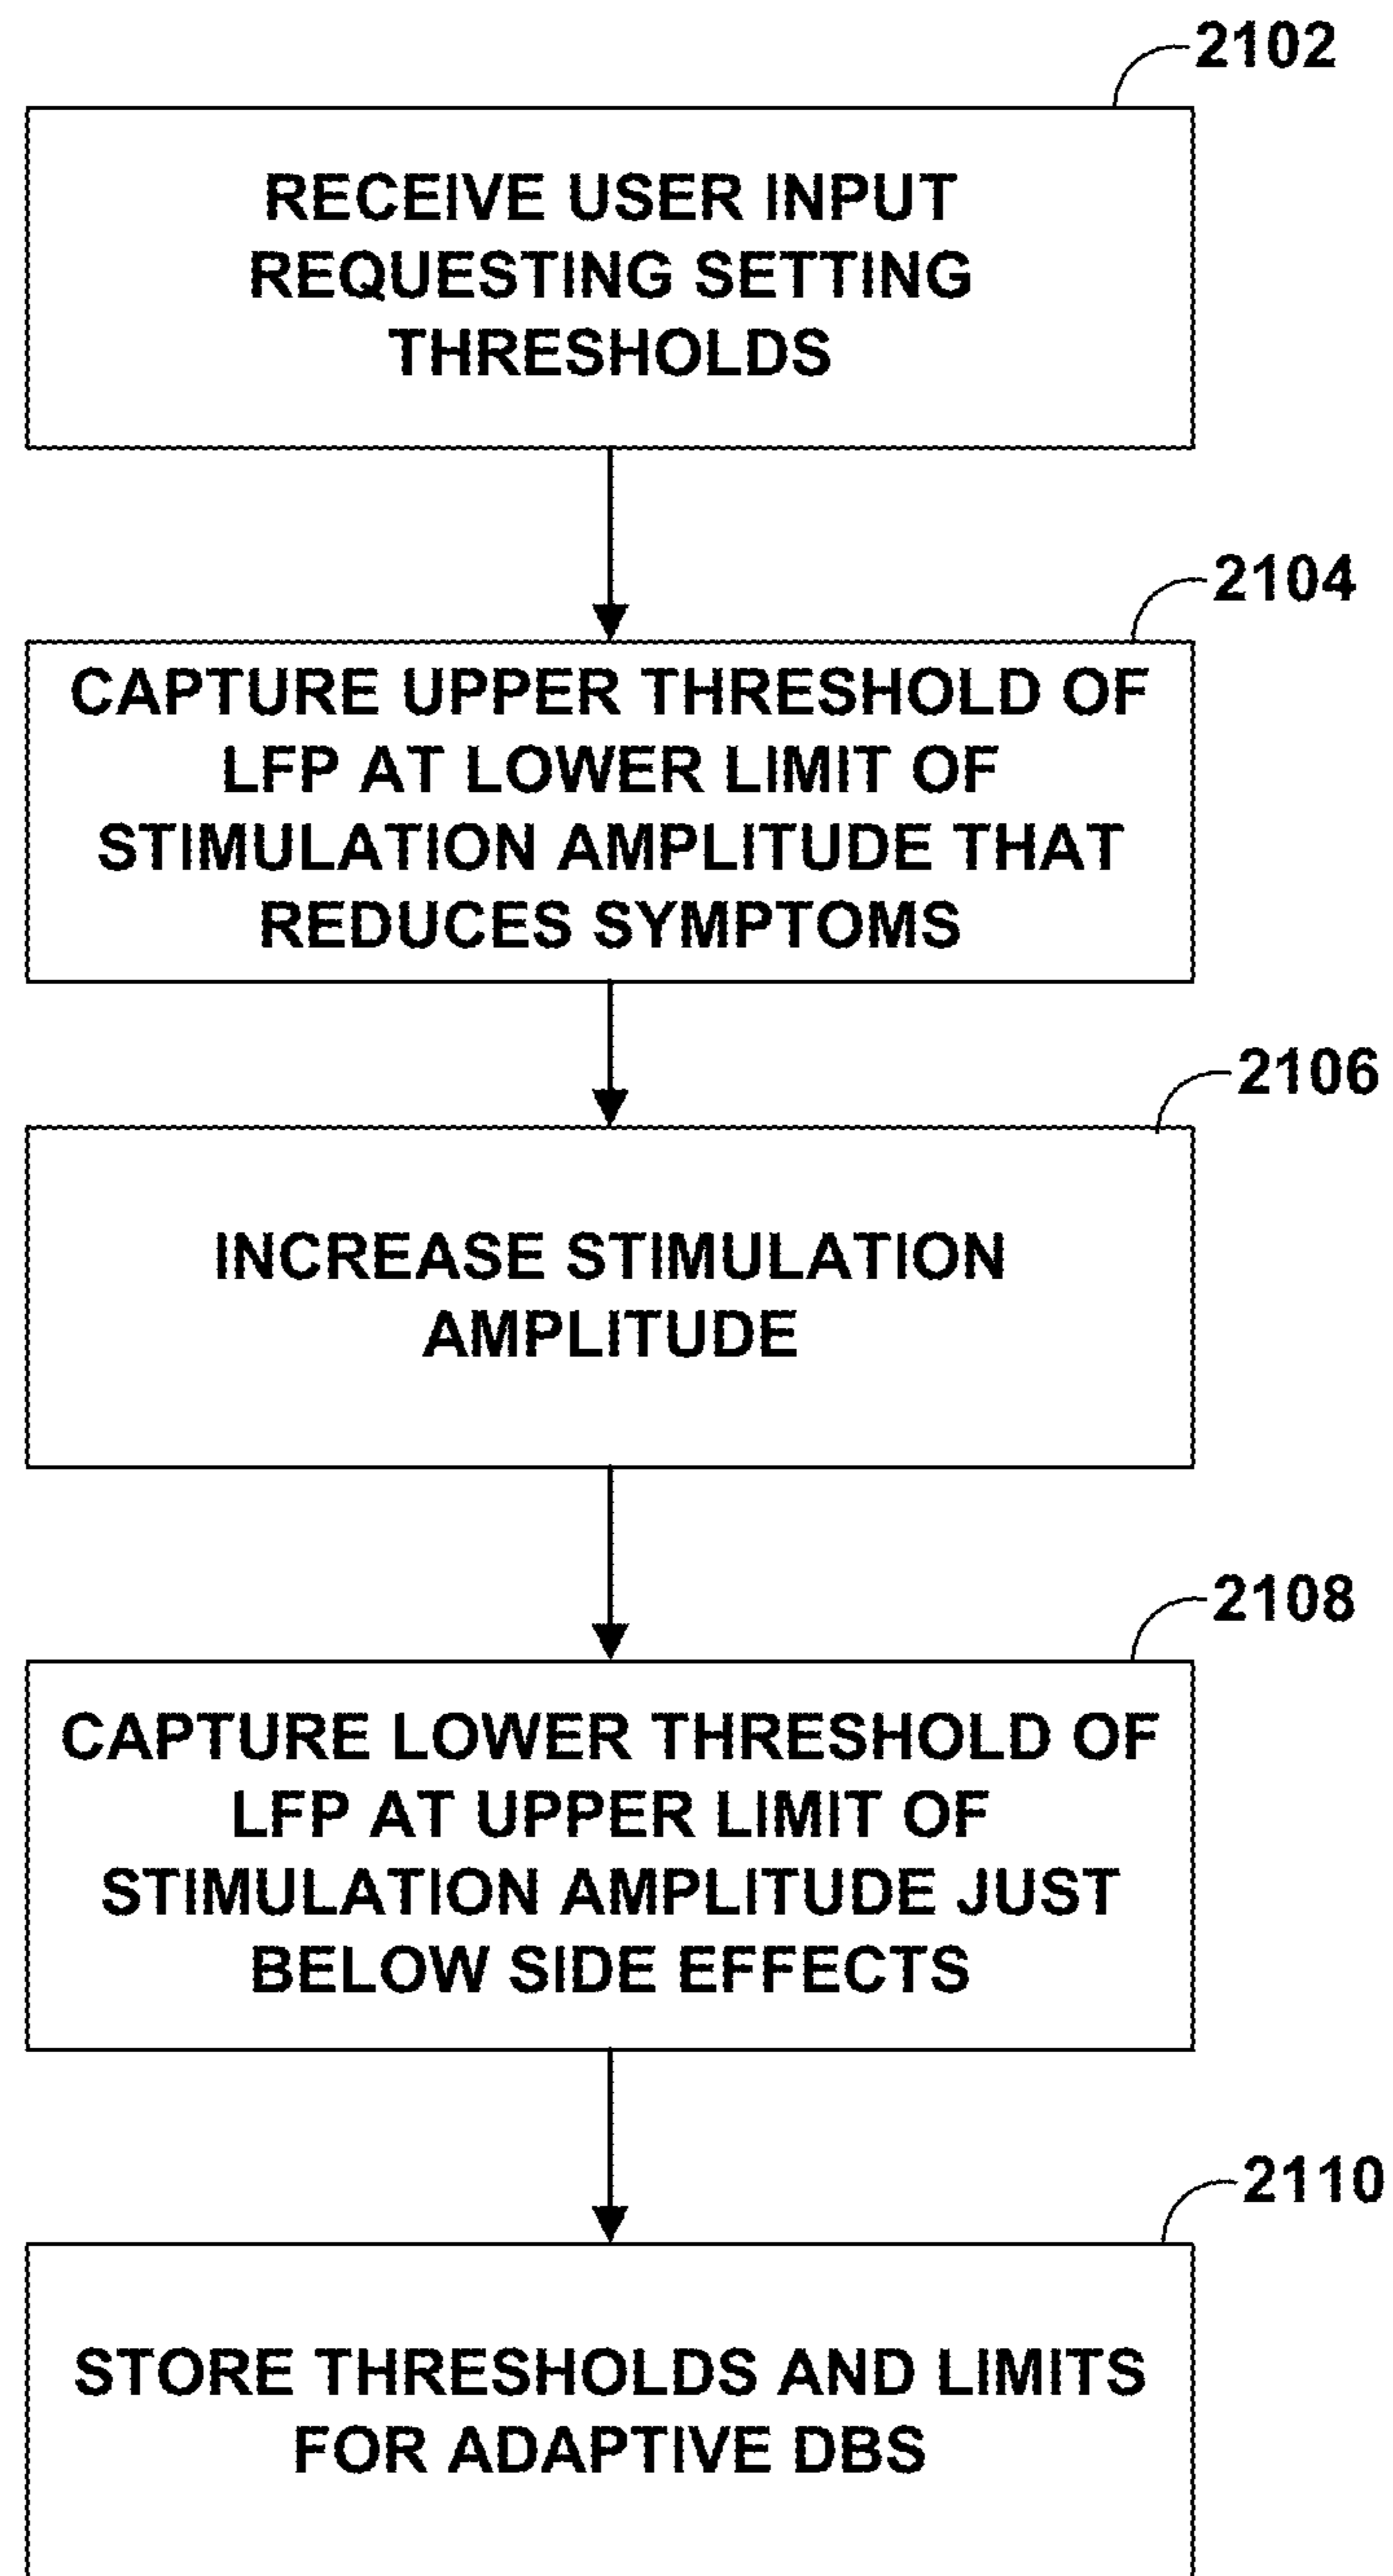 2102
RECEIVE USER INPUT
REQUESTING SETTING
THRESHOLDS
2104
CAPTURE UPPER THRESHOLD OF
LFP AT LOWER LIMIT OF
STIMULATION AMPLITUDE THAT
REDUCES SYMPTOMS
2106
INCREASE STIMULATION
AMPLITUDE
2108
CAPTURE LOWER THRESHOLD OF
LFP AT UPPER LIMIT OF
STIMULATION AMPLITUDE JUST
BELOW SIDE EFFECTS
2110
STORE THRESHOLDS AND LIMITS
FOR ADAPTIVE DBS